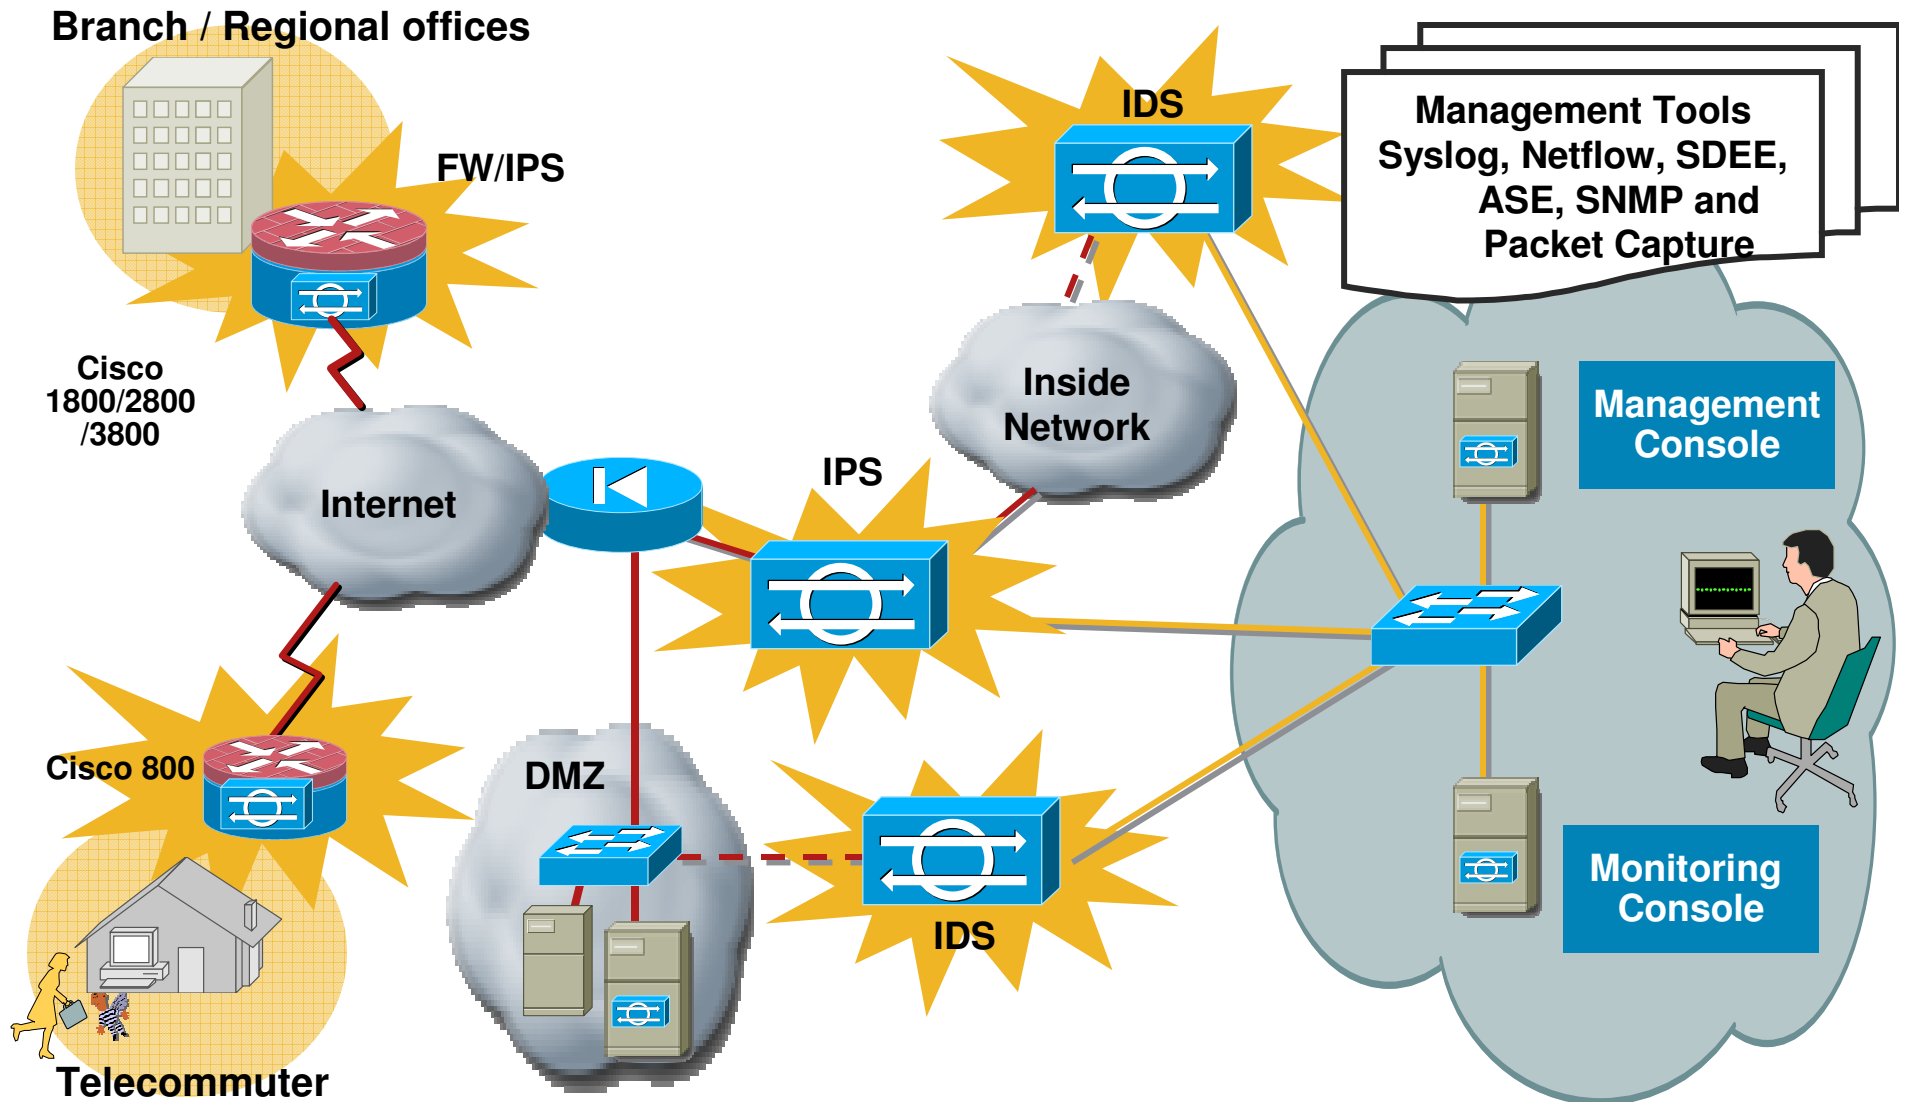 Branch / Regional offices
FW/IPS
Cisco
1800/2800
/3800
Internet
Cisco 800
Telecommuter
DMZ
IPS
IDS
Inside
Network
IDS
Management Tools
Syslog, Netflow, SDEE,
ASE, SNMP and
Packet Capture
Management
Console
Monitoring
Console